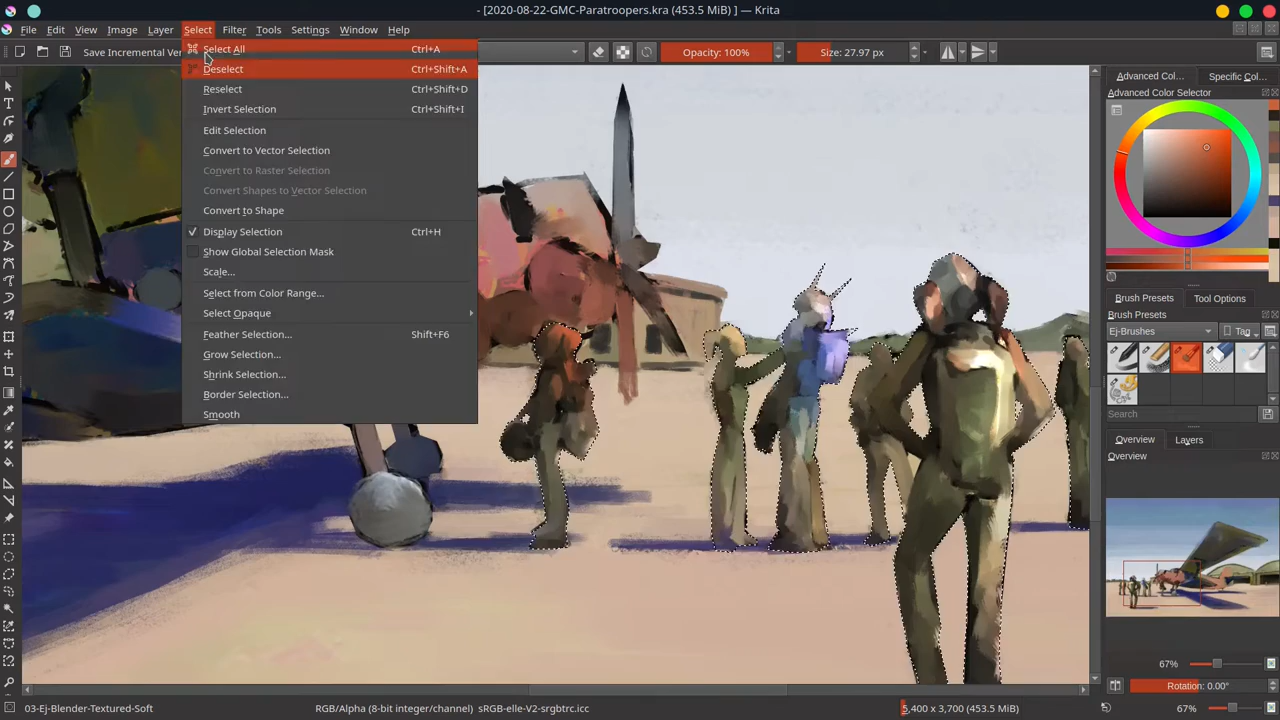 - [2020-08-22-GMC-Paratroopers.kra (453.5 MiB) ] — Krita
File Edit View Image Layer Select Filter Tools Settings Window Help
Save Incremental Ver
Opacity: 100%
Size: 27.97 px
Select All Ctrl+A
Deselect Ctrl+Shift+A
Reselect Ctrl+Shift+D
Invert Selection Ctrl+Shift+I
Edit Selection
Convert to Vector Selection
Convert to Raster Selection
Convert Shapes to Vector Selection
Convert to Shape
Display Selection Ctrl+H
Show Global Selection Mask
Scale...
Select from Color Range...
Select Opaque
Feather Selection... Shift+F6
Grow Selection...
Shrink Selection...
Border Selection...
Smooth
Advanced Col... Specific Col...
Advanced Color Selector
Brush Presets Tool Options
Brush Presets
Ej-Brushes Tag
Search
Overview Layers
Overview
67%
Rotation: 0.00°
03-Ej-Blender-Textured-Soft
RGB/Alpha (8-bit integer/channel) sRGB-elle-V2-srgbtrc.icc
5,400 x 3,700 (453.5 MiB)
67%